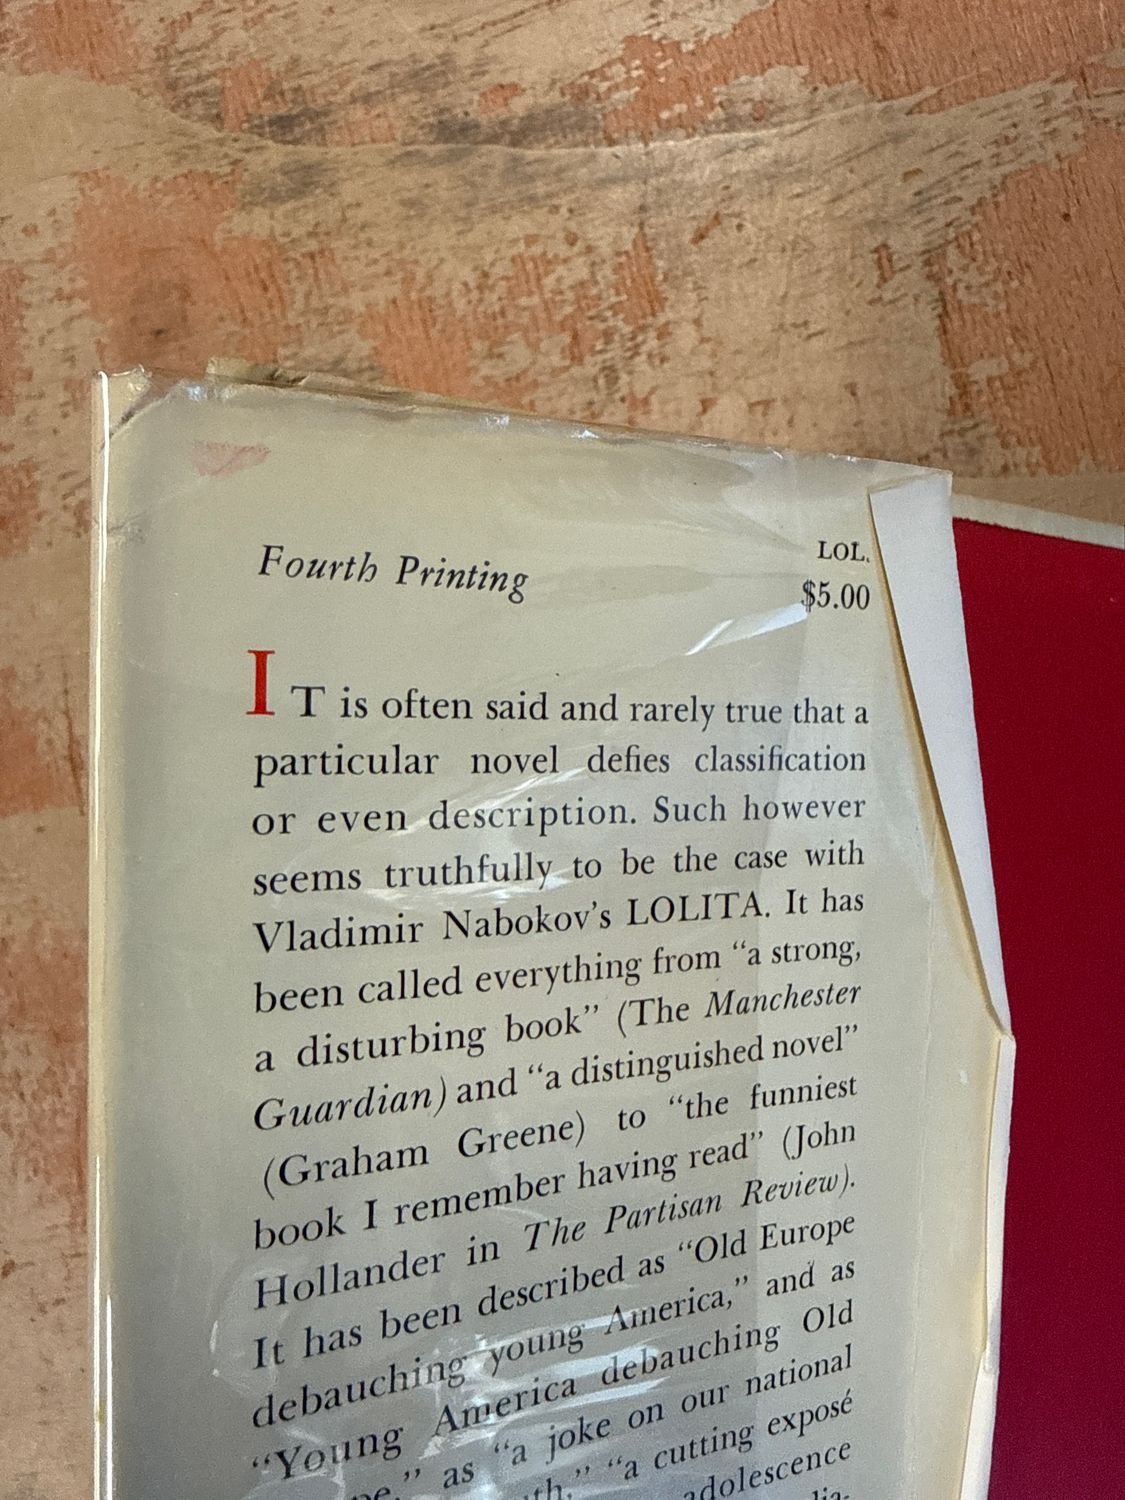 Fourth Printing
LOL.
$5.00
IT is often said and rarely true that a
particular novel defies classification
or even description. Such however
seems truthfully to be the case with
Vladimir Nabokov's LOLITA. It has
been called everything from “a strong,
a disturbing book” (The Manchester
Guardian) and “a distinguished novel”
(Graham Greene) to “the funniest
book I remember having read” (John
Hollander in The Partisan Review).
It has been described as “Old Europe
debauching young America,” and as
“Young America debauching Old
” as “a joke on our national
“a cutting exposé
adolescence